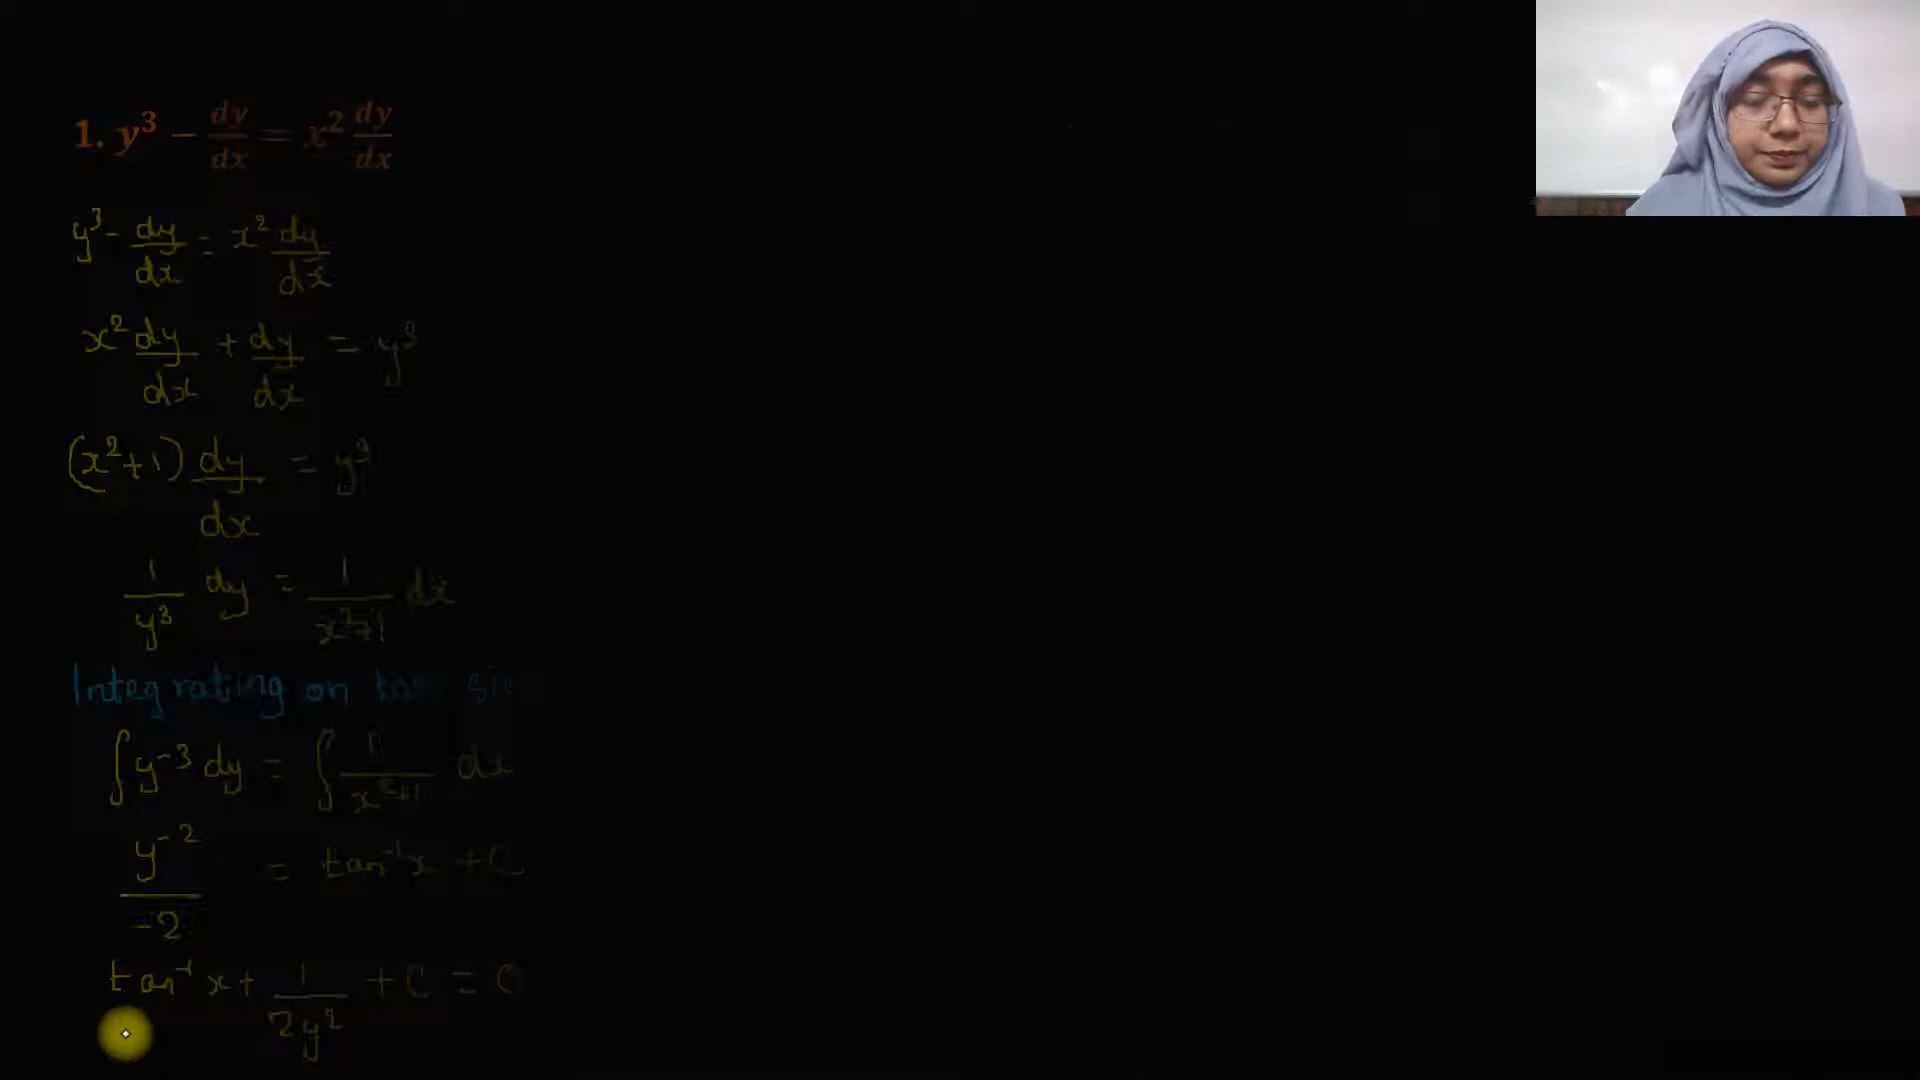 1. y³ − dy/dx = x² dy/dx
y³ - dy/dx = x² dy/dx
x² dy/dx + dy/dx = y³
(x²+1) dy/dx = y³
1/y³ dy = 1/(x²+1) dx
Integrating on
∫ y⁻³ dy = ∫ 1/(x²+1) dx
y⁻²/-2 = tan⁻¹x + C
tan⁻¹ x + 1/2y² + C = 0